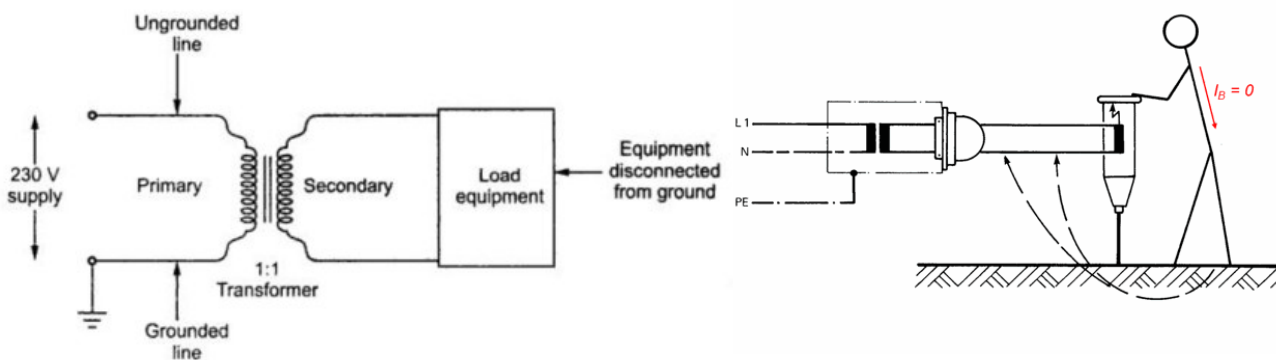 Ungrounded
line
230 V
supply
Primary
Secondary
1:1
Transformer
Grounded
line
Load
equipment
Equipment
disconnected
from ground
L1
N
PE
I_B = 0